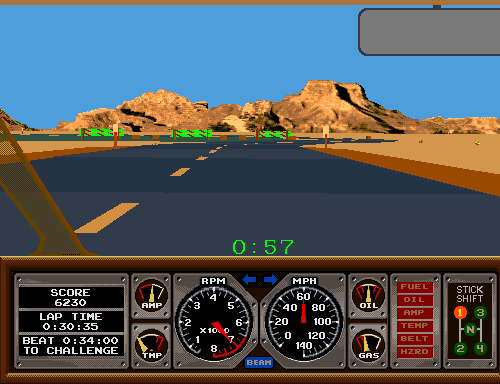 0:57
SCORE
6230
LAP TIME
0:30:35
BEAT 0:34:00
TO CHALLENGE
AMP
TMP
RPM
1 2 3 4 5 6 7 8
X1000
BEAM
MPH
0 20 40 60 80 100 120 140
OIL
GAS
FUEL
OIL
AMP
TEMP
BELT
HZRD
STICK
SHIFT
1 3
N
2 4